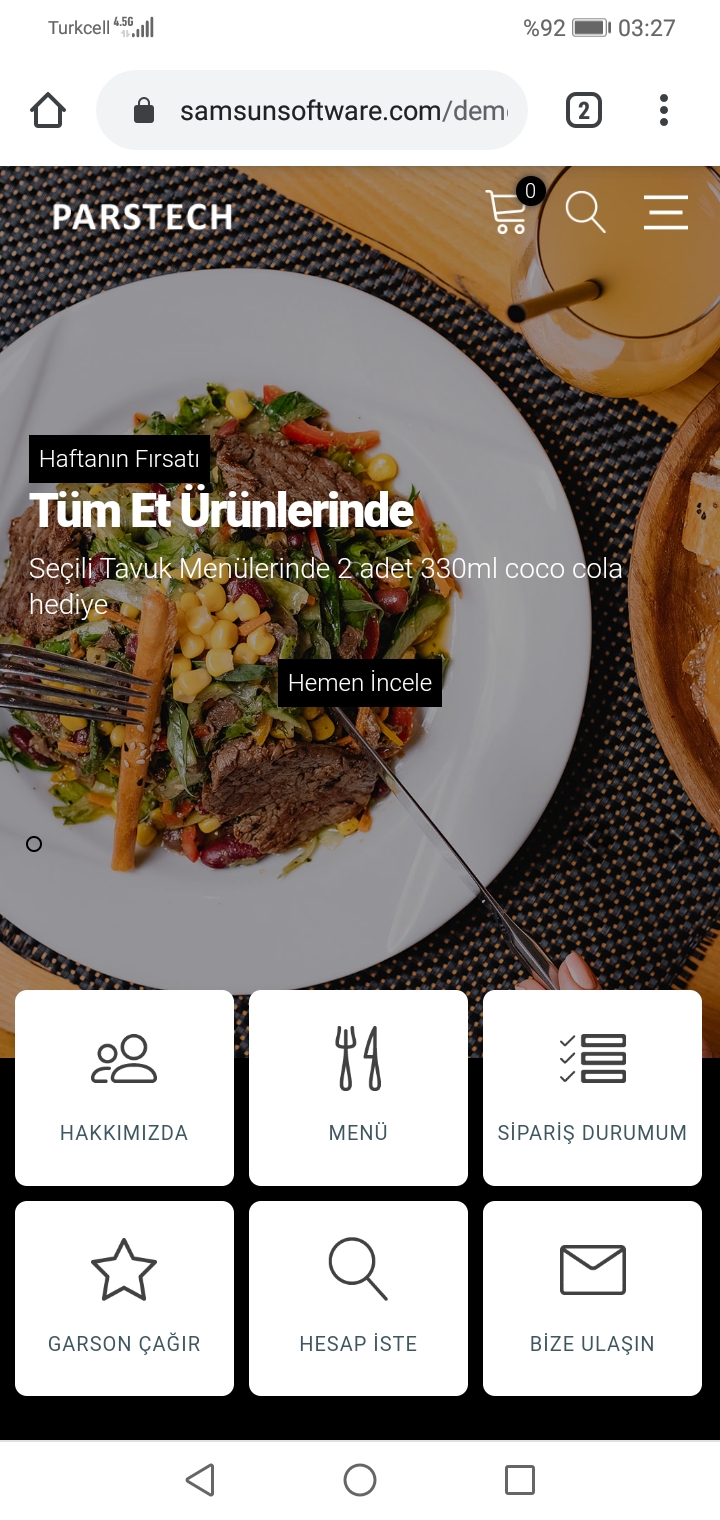 Turkcell 4.5G %92 03:27
samsunsoftware.com/dem
2
PARSTECH
0
Haftanın Fırsatı
Tüm Et Ürünlerinde
Seçili Tavuk Menülerinde 2 adet 330ml coco cola
hediye
Hemen İncele
HAKKIMIZDA
MENÜ
SİPARİŞ DURUMUM
GARSON ÇAĞIR
HESAP İSTE
BİZE ULAŞIN